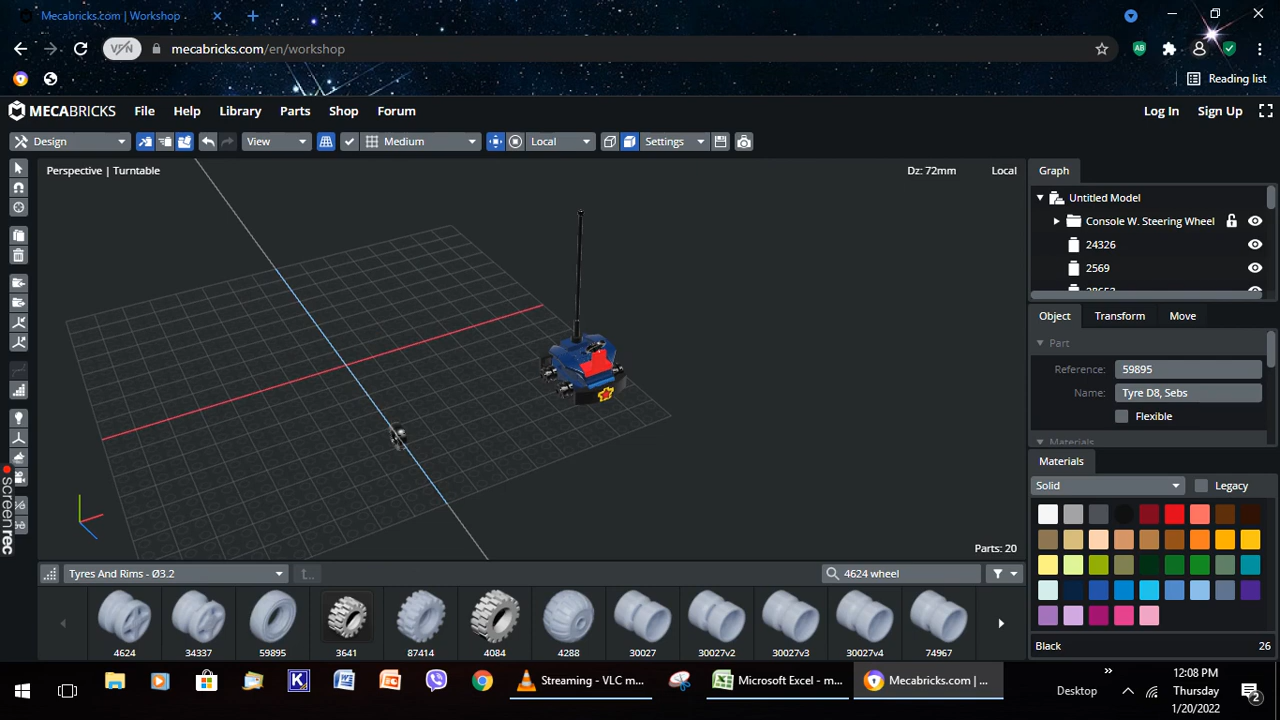 Mecabricks.com | Workshop
VPN
mecabricks.com/en/workshop
AB
Reading list
MECABRICKS File Help Library Parts Shop Forum Log In Sign Up
Design View Medium Local Settings
Perspective | Turntable Dz: 72mm Local
Graph
Untitled Model
Console W. Steering Wheel
24326
2569
28653
Object Transform Move
Part
Reference: 59895
Name: Tyre D8, Sebs
Flexible
Materials
Materials
Solid Legacy
Parts: 20
Tyres And Rims - Ø3.2 4624 wheel
4624 34337 59895 3641 87414 4084 4288 30027 30027v2 30027v3 30027v4 74967
Black 26
screenrec
Streaming - VLC m... Microsoft Excel - m... Mecabricks.com | ...
Desktop
12:08 PM
Thursday
1/20/2022
2